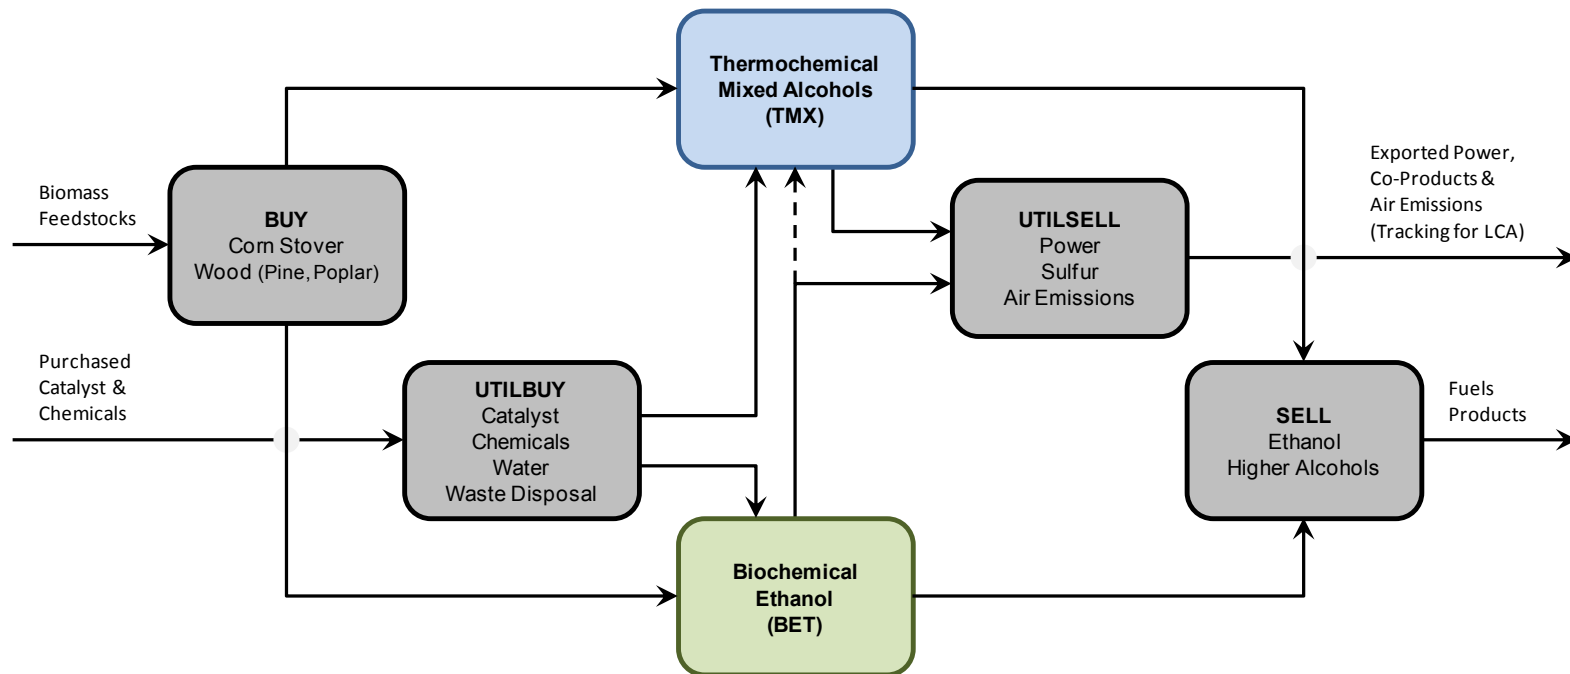 Thermochemical
Mixed Alcohols
(TMX)
Exported Power,
Co-Products &
Air Emissions
(Tracking for LCA)
Biomass
Feedstocks
BUY
Corn Stover
Wood (Pine, Poplar)
UTILSELL
Power
Sulfur
Air Emissions
Purchased
Catalyst &
Chemicals
UTILBUY
Catalyst
Chemicals
Water
Waste Disposal
SELL
Ethanol
Higher Alcohols
Fuels
Products
Biochemical
Ethanol
(BET)